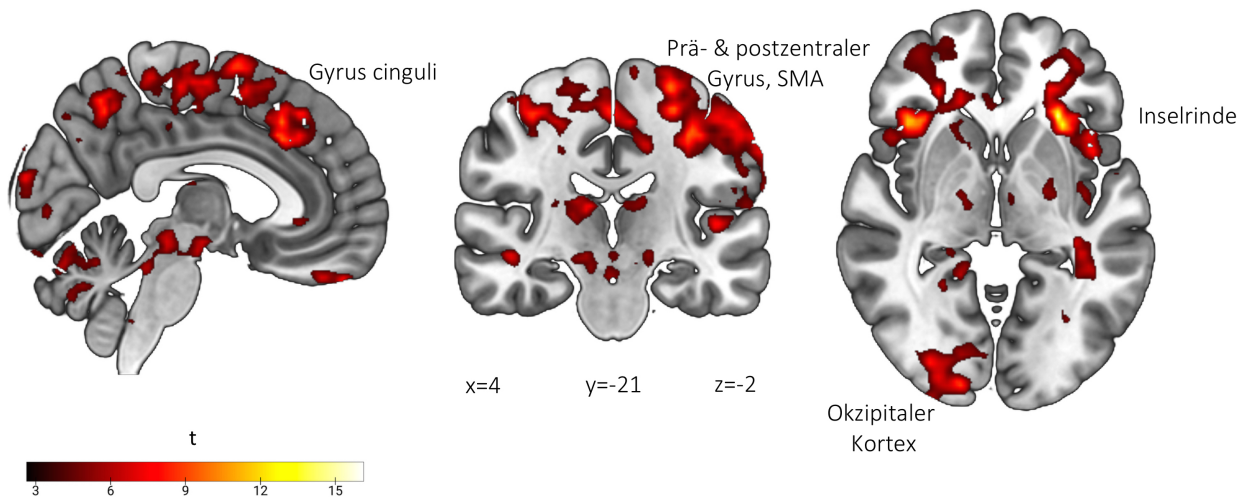 Gyrus cinguli
Prä- & postzentraler
Gyrus, SMA
Inselrinde
x=4
y=-21
z=-2
Okzipitaler
Kortex
t
3
6
9
12
15